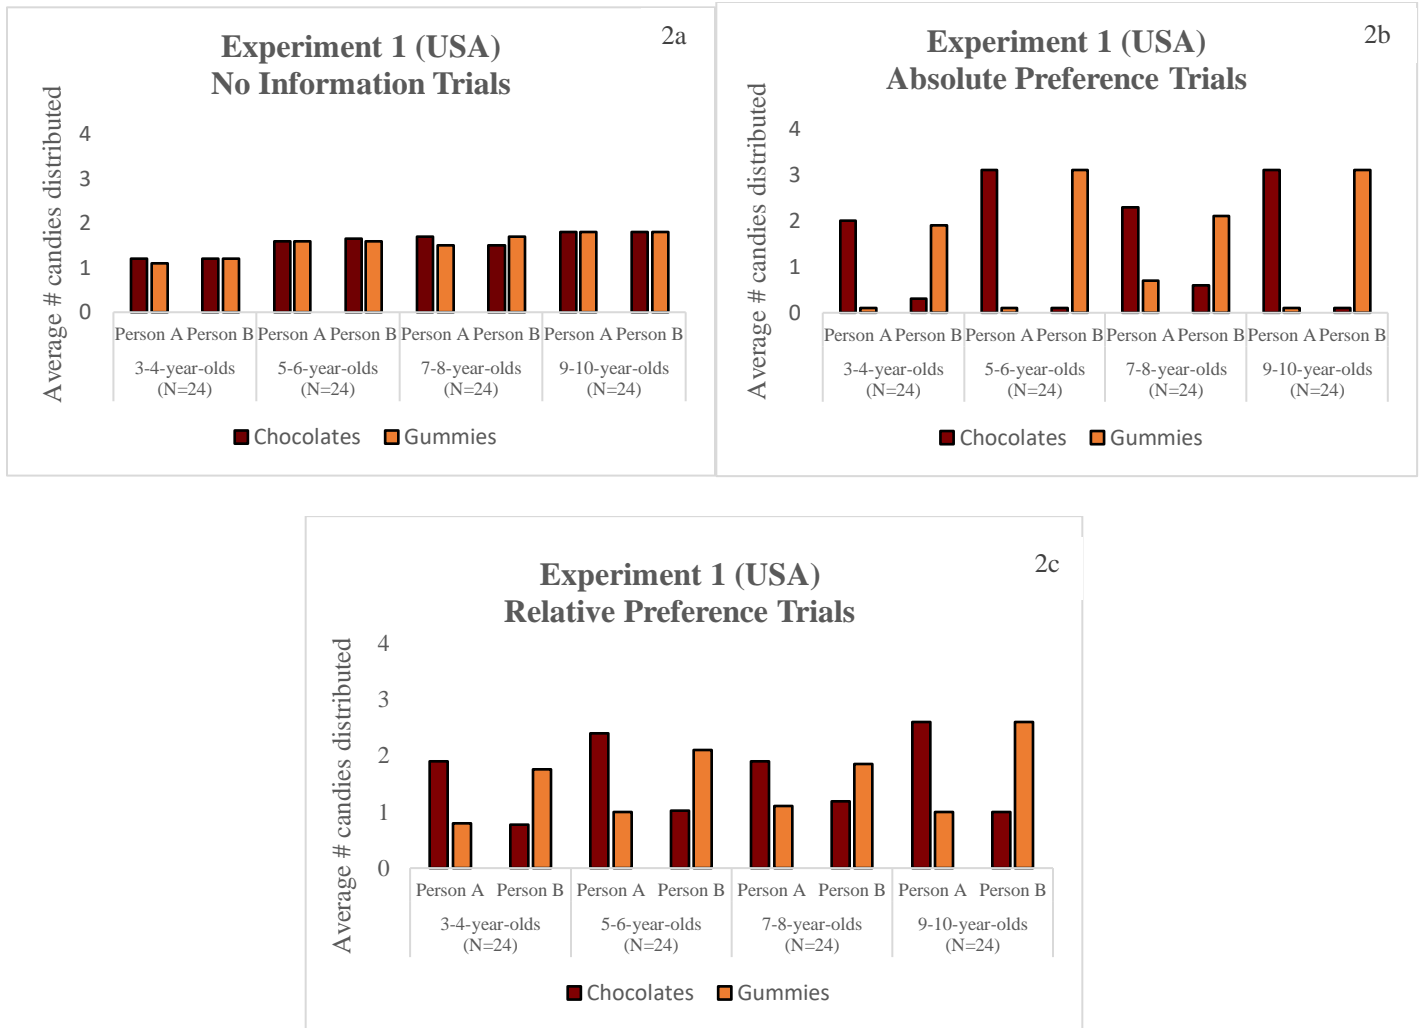 Experiment 1 (USA)
No Information Trials
2a
Average # candies distributed
4
3
2
1
0
Person A Person B Person A Person B Person A Person B Person A Person B
3-4-year-olds 5-6-year-olds 7-8-year-olds 9-10-year-olds
(N=24) (N=24) (N=24) (N=24)
Chocolates Gummies
Experiment 1 (USA)
Absolute Preference Trials
2b
Average # candies distributed
4
3
2
1
0
Person A Person B Person A Person B Person A Person B Person A Person B
3-4-year-olds 5-6-year-olds 7-8-year-olds 9-10-year-olds
(N=24) (N=24) (N=24) (N=24)
Chocolates Gummies
Experiment 1 (USA)
Relative Preference Trials
2c
Average # candies distributed
4
3
2
1
0
Person A Person B Person A Person B Person A Person B Person A Person B
3-4-year-olds 5-6-year-olds 7-8-year-olds 9-10-year-olds
(N=24) (N=24) (N=24) (N=24)
Chocolates Gummies